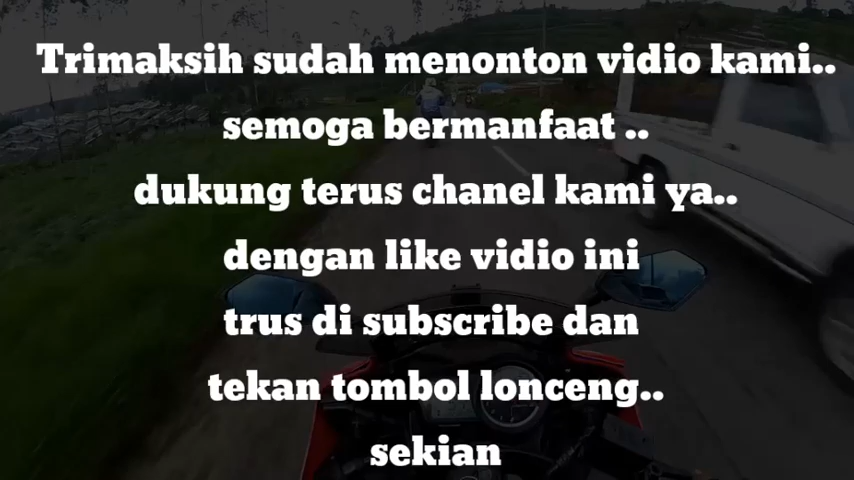 Trimaksih sudah menonton vidio kami..
semoga bermanfaat ..
dukung terus chanel kami ya..
dengan like vidio ini
trus di subscribe dan
tekan tombol lonceng..
sekian